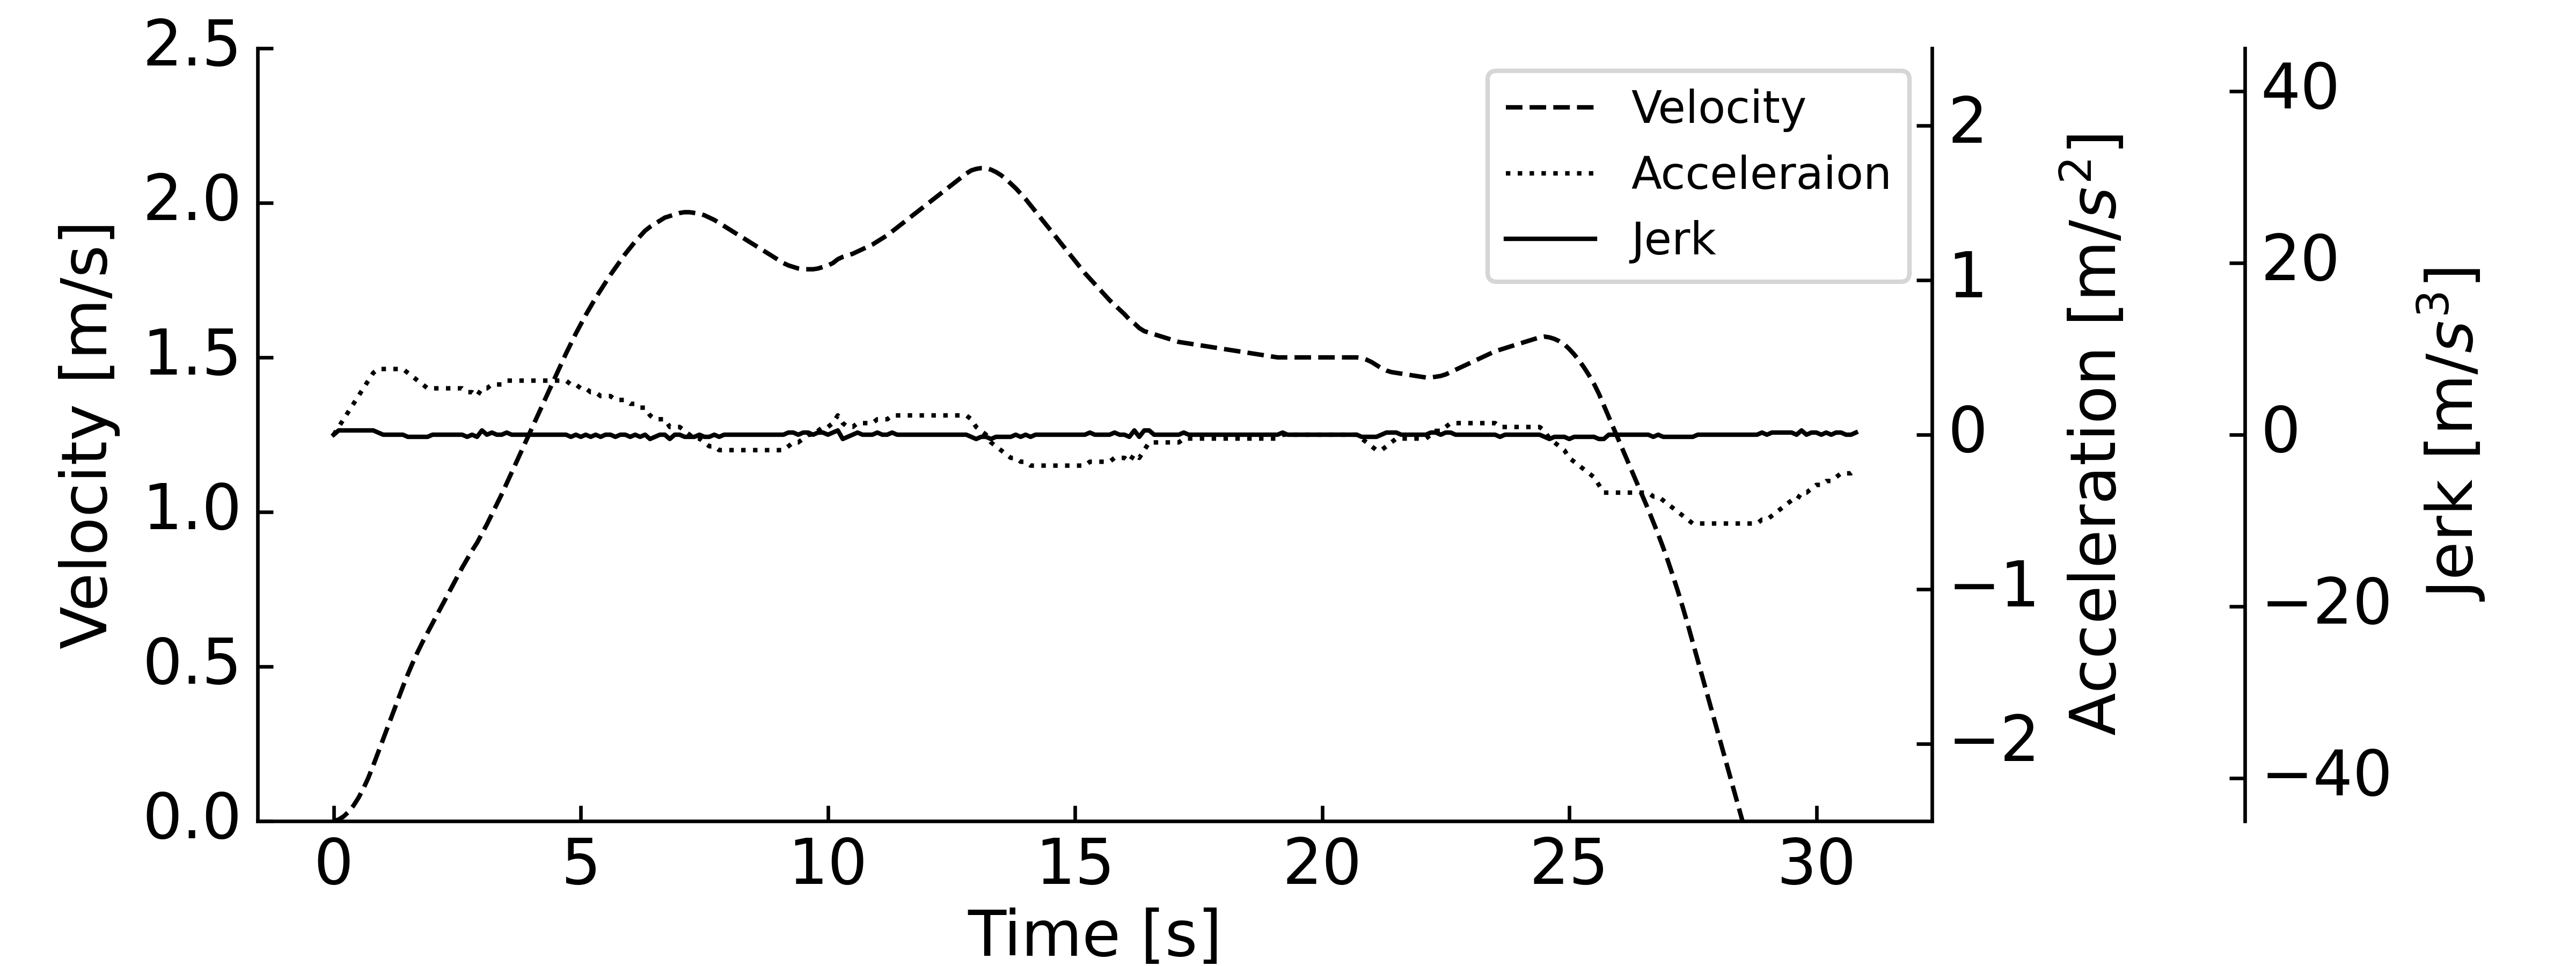 Velocity [m/s]
2.5
2.0
1.5
1.0
0.5
0.0
0 5 10 15 20 25 30
Time [s]
Velocity
Acceleraion
Jerk
2
1
0
−1
−2
Acceleration [m/s²]
40
20
0
−20
−40
Jerk [m/s³]